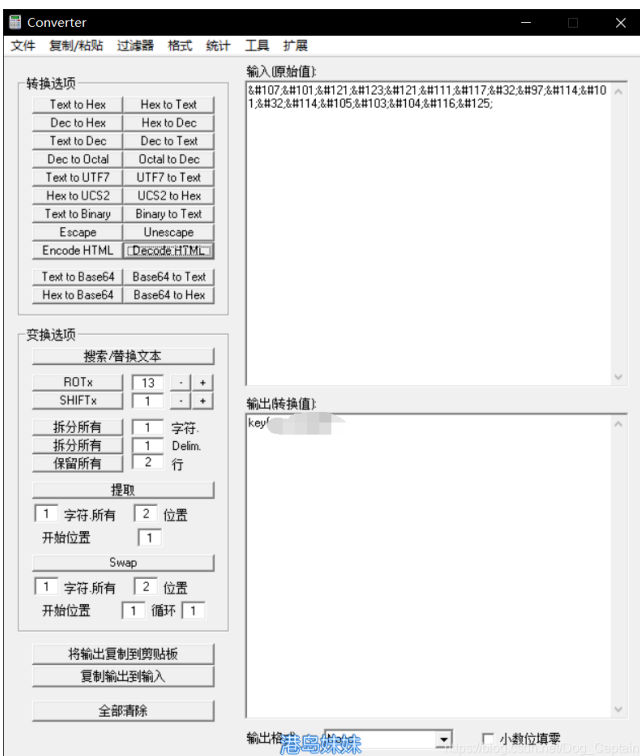 Converter
文件 复制/粘贴 过滤器 格式 统计 工具 扩展
转换选项
Text to Hex Hex to Text
Dec to Hex Hex to Dec
Text to Dec Dec to Text
Dec to Octal Octal to Dec
Text to UTF7 UTF7 to Text
Hex to UCS2 UCS2 to Hex
Text to Binary Binary to Text
Escape Unescape
Encode HTML Decode HTML
Text to Base64 Base64 to Text
Hex to Base64 Base64 to Hex
变换选项
搜索/替换文本
ROTx 13 - +
SHIFTx 1 - +
拆分所有 1 字符.
拆分所有 1 Delim.
保留所有 2 行
提取
1 字符.所有 2 位置
开始位置 1
Swap
1 字符.所有 2 位置
开始位置 1 循环 1
将输出复制到剪贴板
复制输出到输入
全部清除
输入(原始值):
&#107;&#101;&#121;&#123;&#121;&#111;&#117;&#32;&#97;&#114;&#10
1;&#32;&#114;&#105;&#103;&#104;&#116;&#125;
输出(转换值):
key{
输出格式 小数位填零
港岛妹妹
https://blog.csdn.net/Dog_Captain